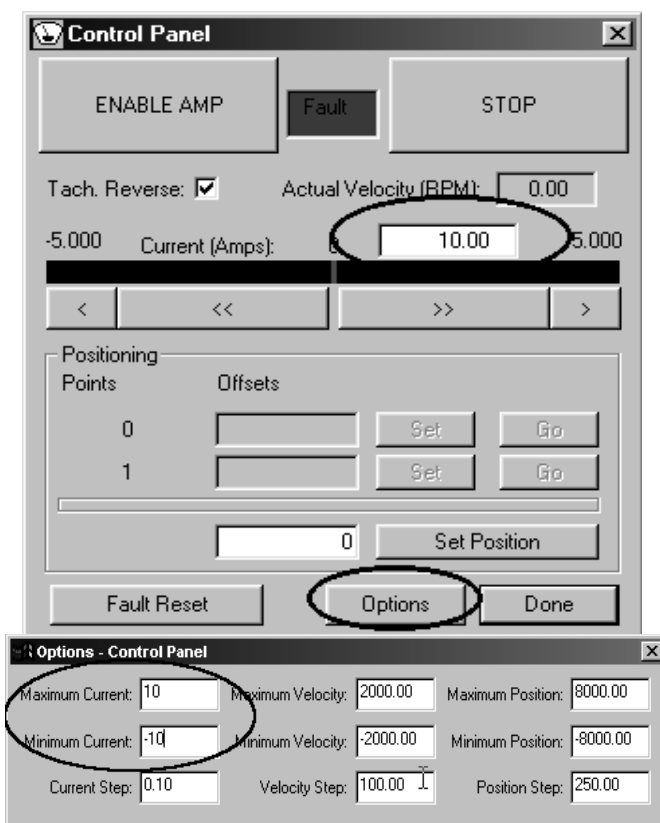 Control Panel
ENABLE AMP Fault STOP
Tach. Reverse: Actual Velocity (RPM): 0.00
-5.000 Current (Amps): 10.00 5.000
< << >> >
Positioning
Points Offsets
0 Set Go
1 Set Go
0 Set Position
Fault Reset Options Done
Options - Control Panel
Maximum Current: 10 Maximum Velocity: 2000.00 Maximum Position: 8000.00
Minimum Current: -10 Minimum Velocity: -2000.00 Minimum Position: -8000.00
Current Step: 0.10 Velocity Step: 100.00 Position Step: 250.00